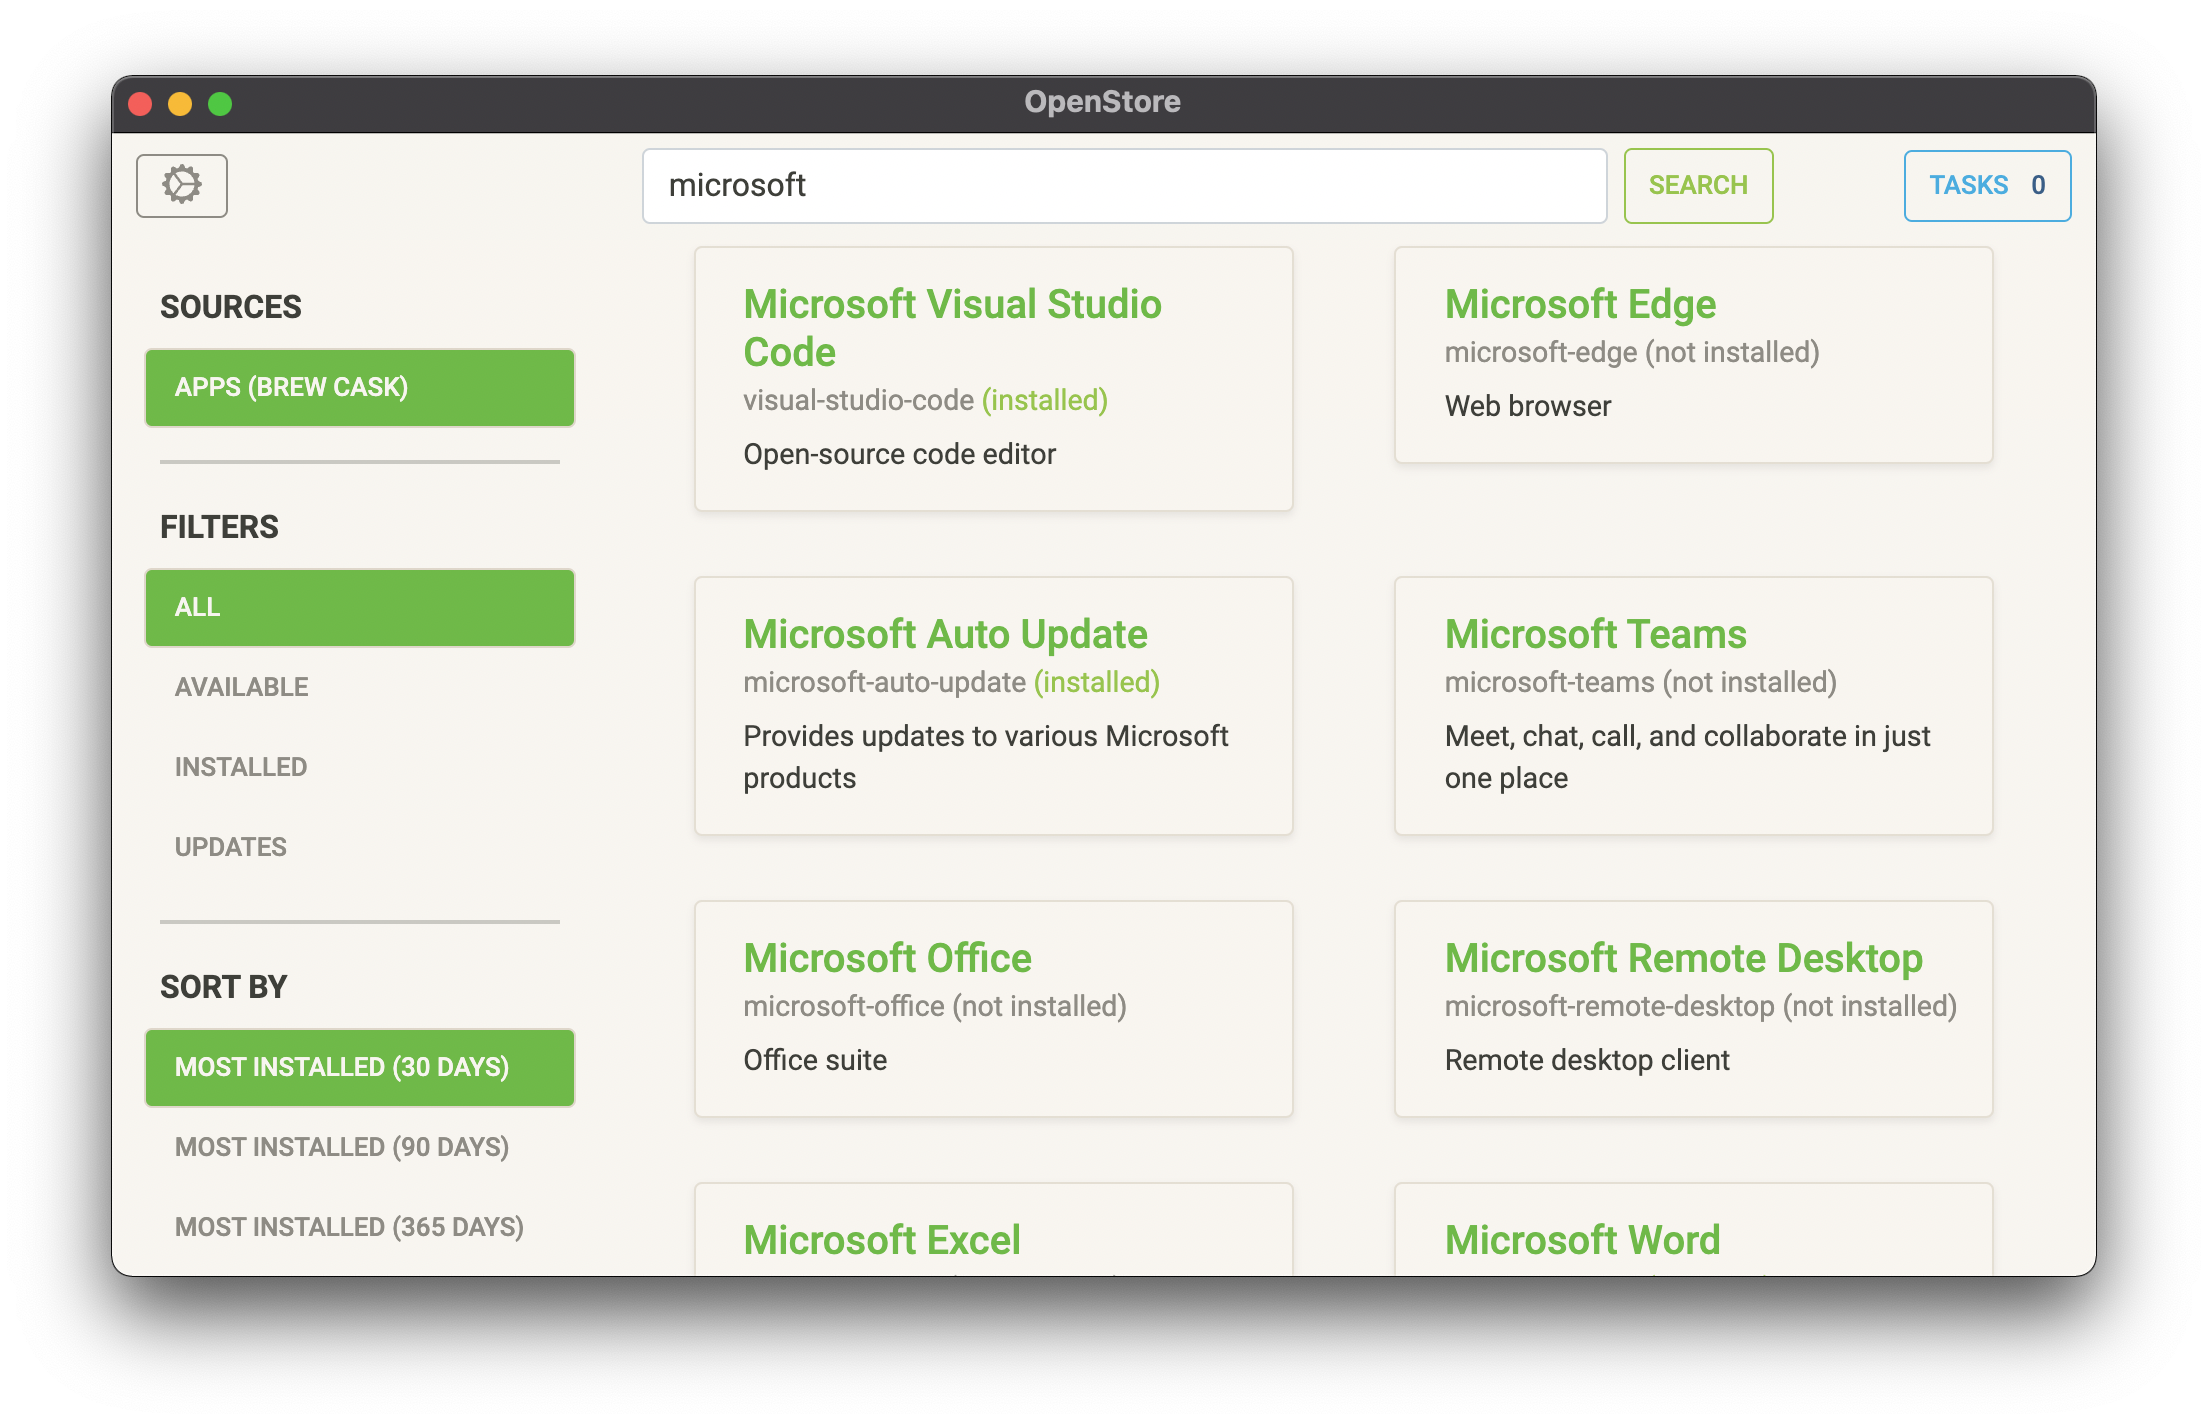 OpenStore
microsoft
SEARCH
TASKS 0
SOURCES
APPS (BREW CASK)
FILTERS
ALL
AVAILABLE
INSTALLED
UPDATES
SORT BY
MOST INSTALLED (30 DAYS)
MOST INSTALLED (90 DAYS)
MOST INSTALLED (365 DAYS)
Microsoft Visual Studio
Code
visual-studio-code (installed)
Open-source code editor
Microsoft Edge
microsoft-edge (not installed)
Web browser
Microsoft Auto Update
microsoft-auto-update (installed)
Provides updates to various Microsoft
products
Microsoft Teams
microsoft-teams (not installed)
Meet, chat, call, and collaborate in just
one place
Microsoft Office
microsoft-office (not installed)
Office suite
Microsoft Remote Desktop
microsoft-remote-desktop (not installed)
Remote desktop client
Microsoft Excel
Microsoft Word